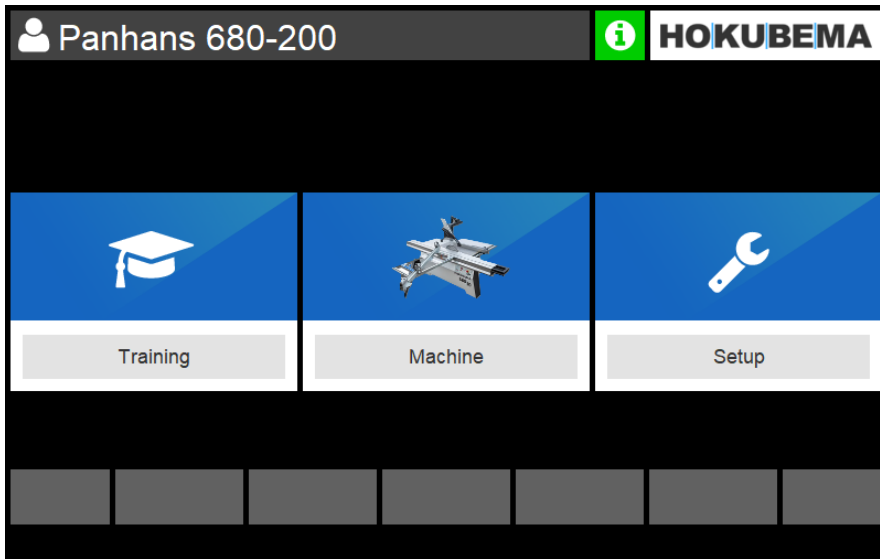 Panhans 680-200
HOKUBEMA
Training
Machine
Setup